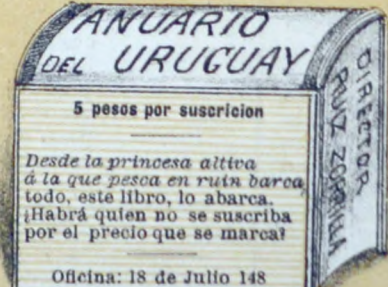 ANUARIO
DEL URUGUAY
DIRECTOR
RUIZ ZORRILLA
5 pesos por suscricion
Desde la princesa altiva
á la que pesca en ruin barca
todo, este libro, lo abarca.
¿Habrá quien no se suscriba
por el precio que se marca?
Oficina: 18 de Julio 148